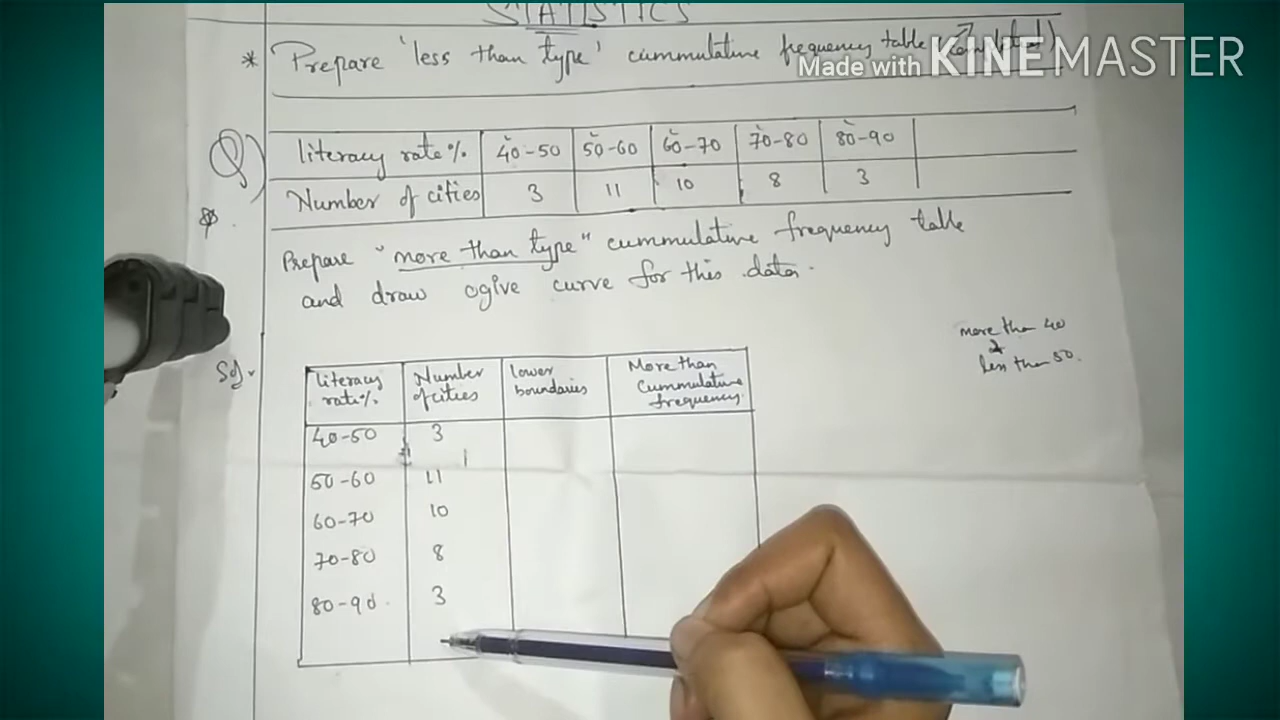 STATISTICS
* Prepare 'less than type' cummulative frequency table
Made with KINEMASTER
Q) literacy rate% 40-50 50-60 60-70 70-80 80-90
Number of cities 3 11 10 8 3
Prepare "more than type" cummulative frequency table
and draw ogive curve for this data.
more than 40
&
less than 50.
Sol.
literacy rate% Number of cities lower boundaries More than cummulative frequency
40-50 3
50-60 11
60-70 10
70-80 8
80-90 3